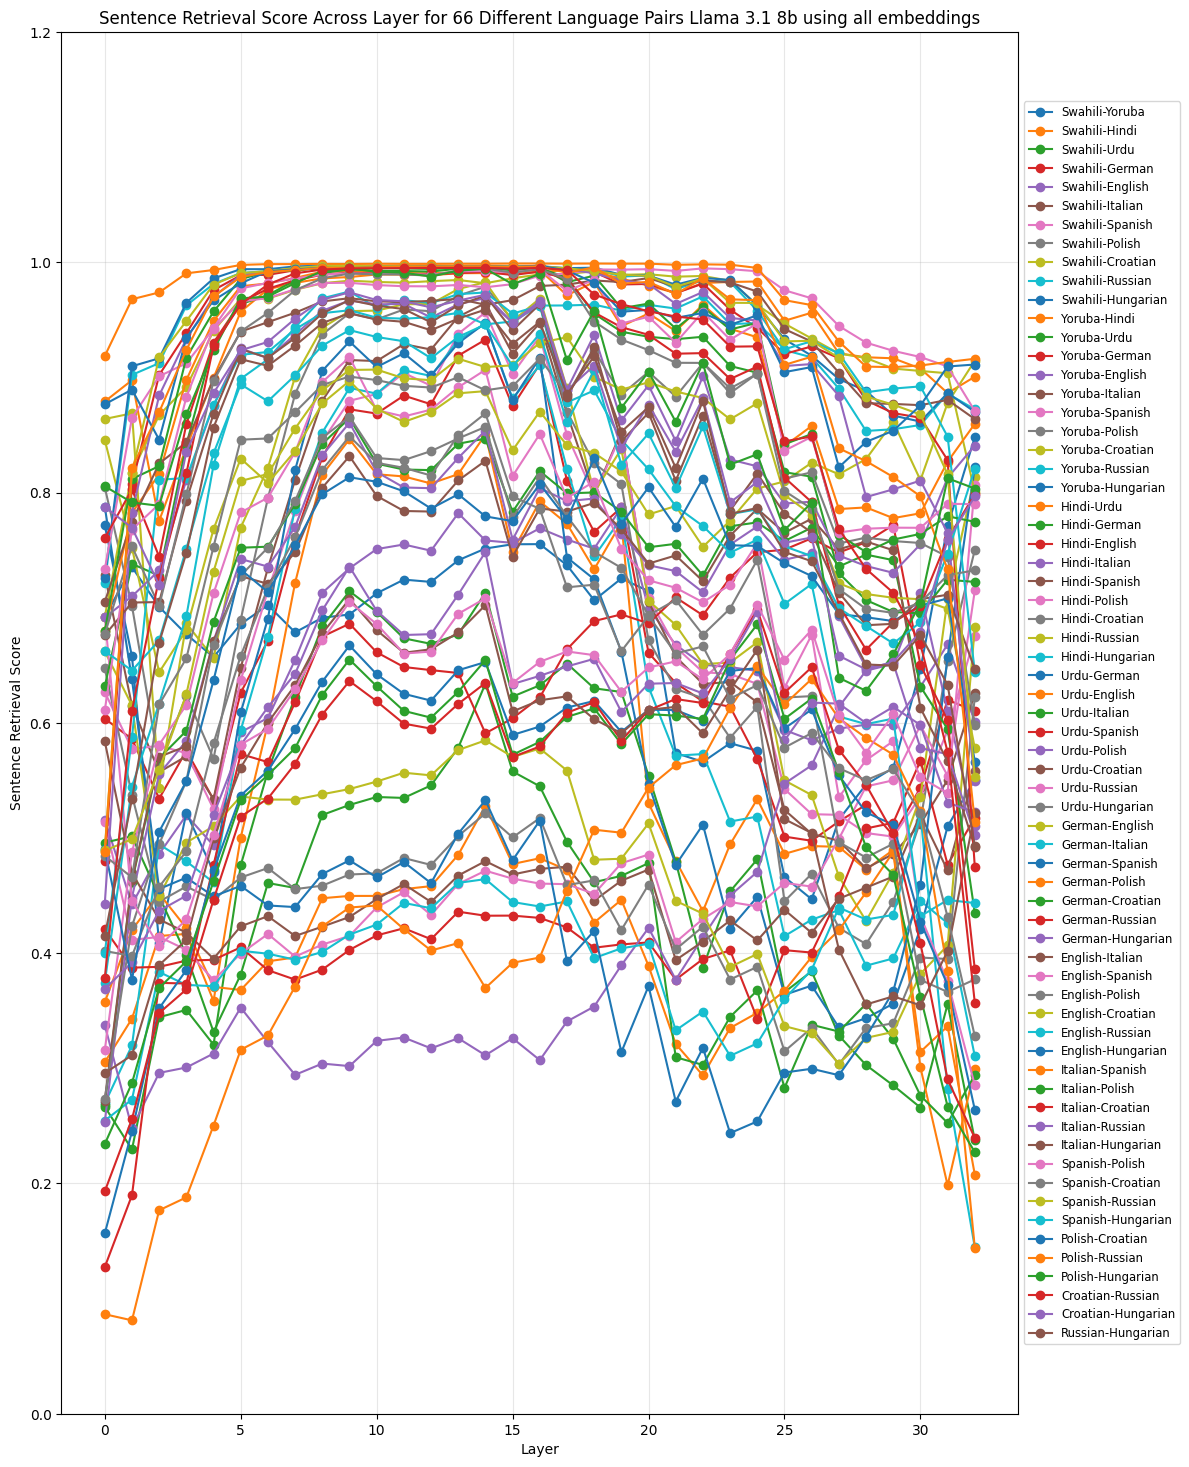 Sentence Retrieval Score Across Layer for 66 Different Language Pairs Llama 3.1 8b using all embeddings
1.2
1.0
0.8
0.6
0.4
0.2
0.0
Sentence Retrieval Score
0 5 10 15 20 25 30
Layer
Swahili-Yoruba
Swahili-Hindi
Swahili-Urdu
Swahili-German
Swahili-English
Swahili-Italian
Swahili-Spanish
Swahili-Polish
Swahili-Croatian
Swahili-Russian
Swahili-Hungarian
Yoruba-Hindi
Yoruba-Urdu
Yoruba-German
Yoruba-English
Yoruba-Italian
Yoruba-Spanish
Yoruba-Polish
Yoruba-Croatian
Yoruba-Russian
Yoruba-Hungarian
Hindi-Urdu
Hindi-German
Hindi-English
Hindi-Italian
Hindi-Spanish
Hindi-Polish
Hindi-Croatian
Hindi-Russian
Hindi-Hungarian
Urdu-German
Urdu-English
Urdu-Italian
Urdu-Spanish
Urdu-Polish
Urdu-Croatian
Urdu-Russian
Urdu-Hungarian
German-English
German-Italian
German-Spanish
German-Polish
German-Croatian
German-Russian
German-Hungarian
English-Italian
English-Spanish
English-Polish
English-Croatian
English-Russian
English-Hungarian
Italian-Spanish
Italian-Polish
Italian-Croatian
Italian-Russian
Italian-Hungarian
Spanish-Polish
Spanish-Croatian
Spanish-Russian
Spanish-Hungarian
Polish-Croatian
Polish-Russian
Polish-Hungarian
Croatian-Russian
Croatian-Hungarian
Russian-Hungarian